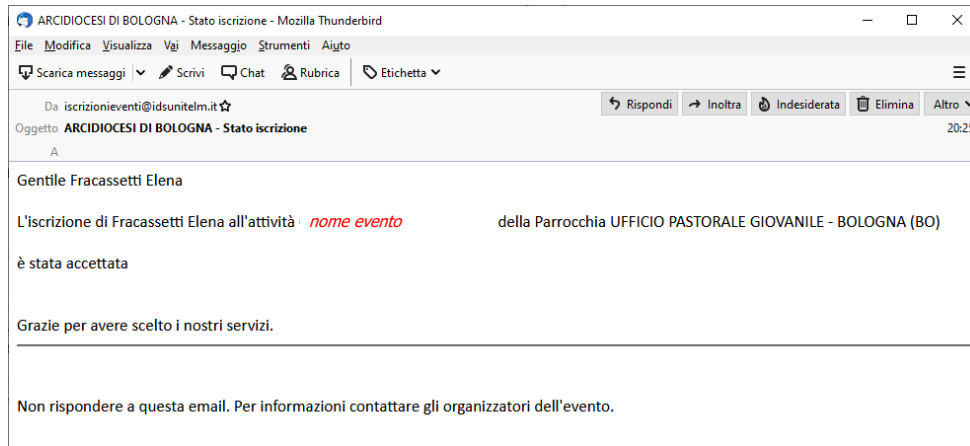 ARCIDIOCESI DI BOLOGNA - Stato iscrizione - Mozilla Thunderbird
File Modifica Visualizza Vai Messaggio Strumenti Aiuto
Scarica messaggi Scrivi Chat Rubrica Etichetta
Da iscrizionieventi@idsunitelm.it Rispondi Inoltra Indesiderata Elimina Altro
Oggetto ARCIDIOCESI DI BOLOGNA - Stato iscrizione
A
Gentile Fracassetti Elena
L'iscrizione di Fracassetti Elena all'attività nome evento della Parrocchia UFFICIO PASTORALE GIOVANILE - BOLOGNA (BO)
è stata accettata
Grazie per avere scelto i nostri servizi.
Non rispondere a questa email. Per informazioni contattare gli organizzatori dell'evento.